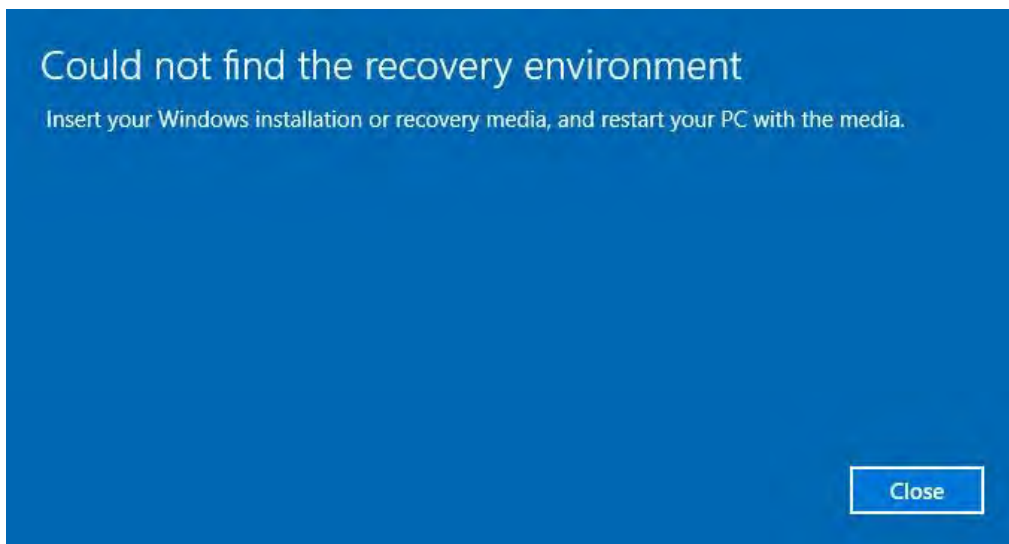 Could not find the recovery environment
Insert your Windows installation or recovery media, and restart your PC with the media.
Close